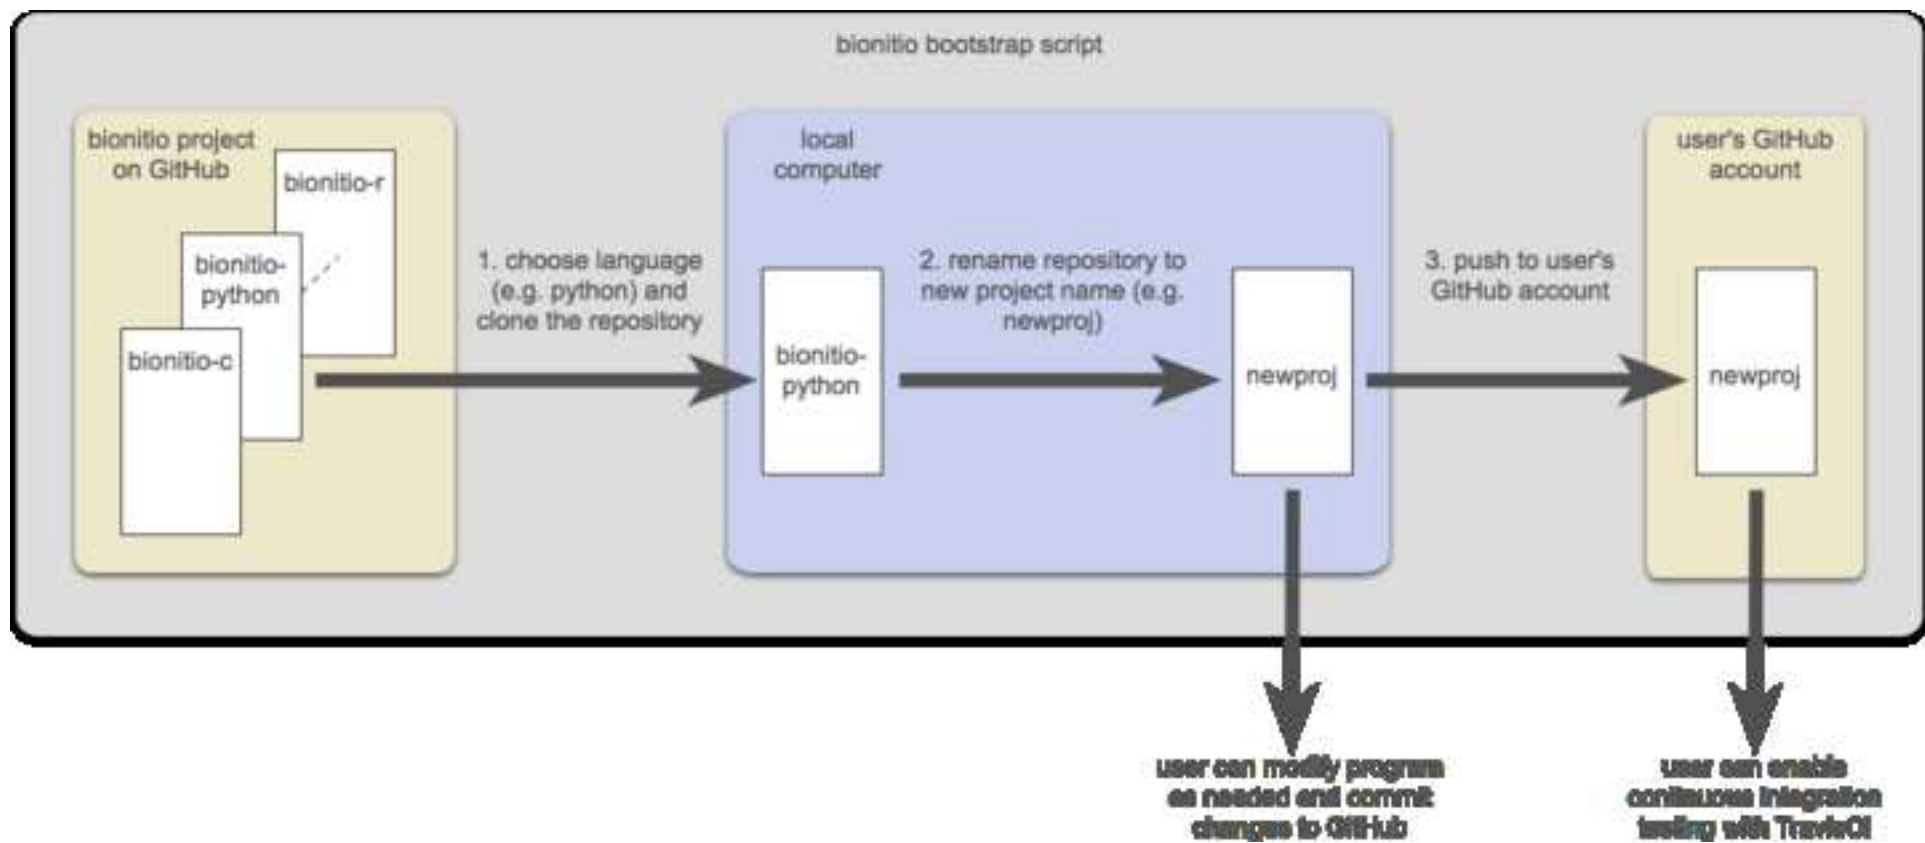 bionitio bootstrap script
bionitio project
on GitHub
bionitio-r
bionitio-
python
bionitio-c
1. choose language
(e.g. python) and
clone the repository
local
computer
bionitio-
python
2. rename repository to
new project name (e.g.
newproj)
newproj
3. push to user's
GitHub account
user's GitHub
account
newproj
user can modify program
as needed and commit
changes to GitHub
user can enable
continuous integration
testing with TravisCI